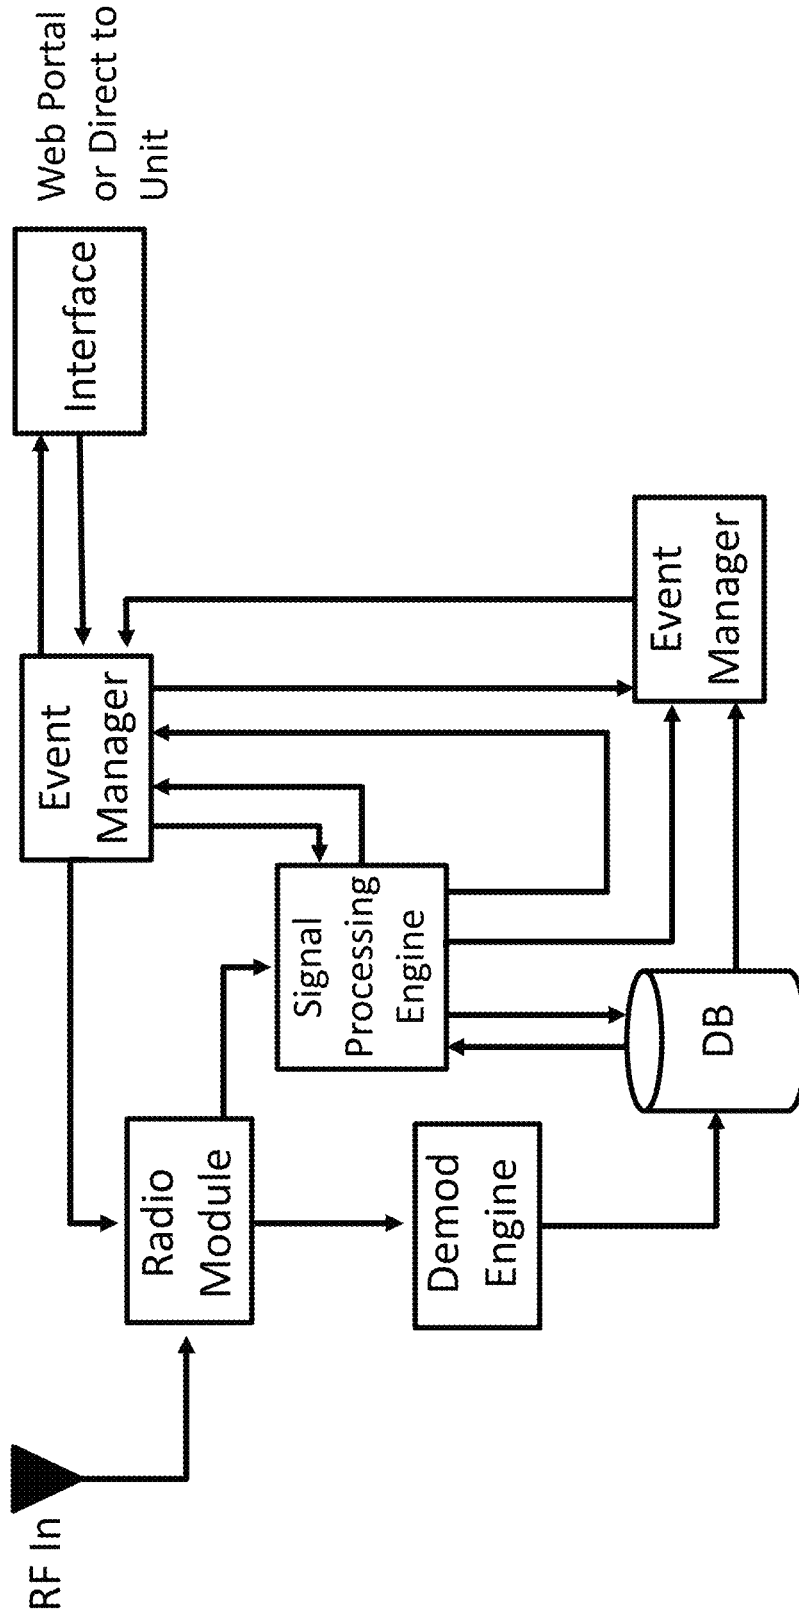 RF In
Radio
Module
Demod
Engine
Signal
Processing
Engine
DB
Event
Manager
Event
Manager
Interface
Web Portal
or Direct to
Unit